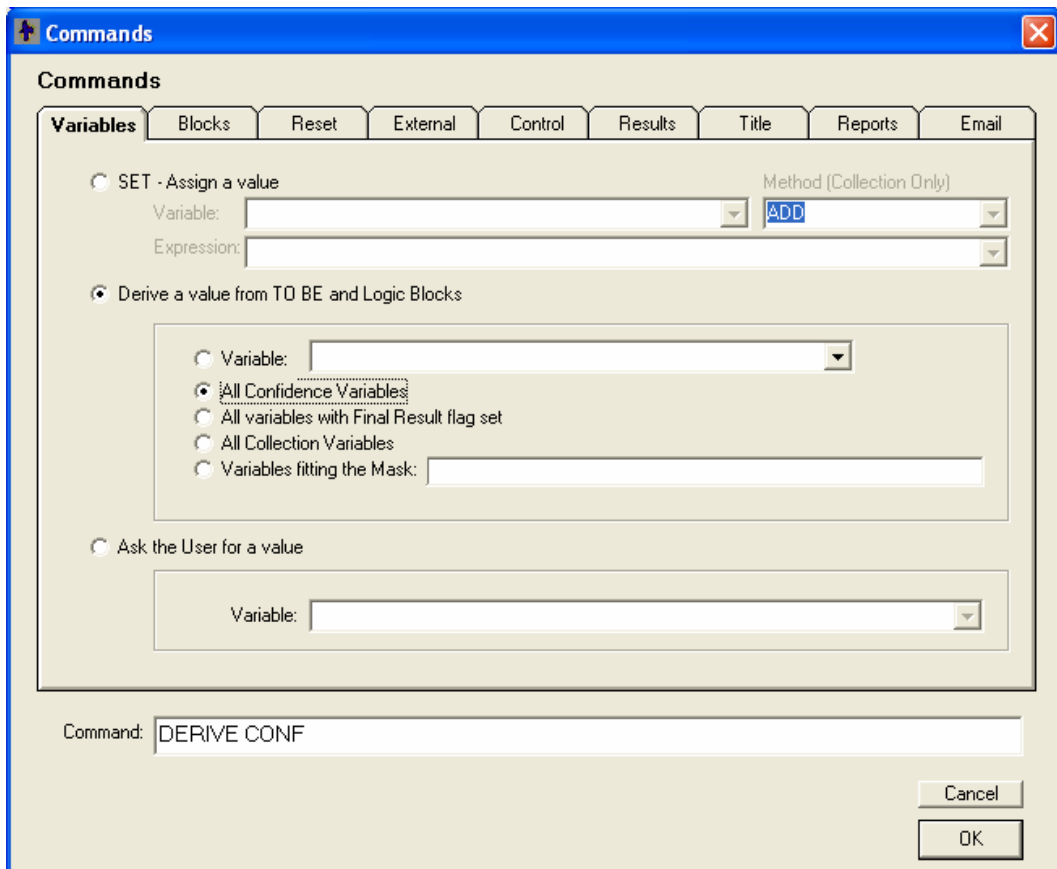 Commands
Commands
Variables Blocks Reset External Control Results Title Reports Email
SET - Assign a value Method (Collection Only)
Variable: ADD
Expression:
Derive a value from TO BE and Logic Blocks
Variable:
All Confidence Variables
All variables with Final Result flag set
All Collection Variables
Variables fitting the Mask:
Ask the User for a value
Variable:
Command: DERIVE CONF
Cancel
OK